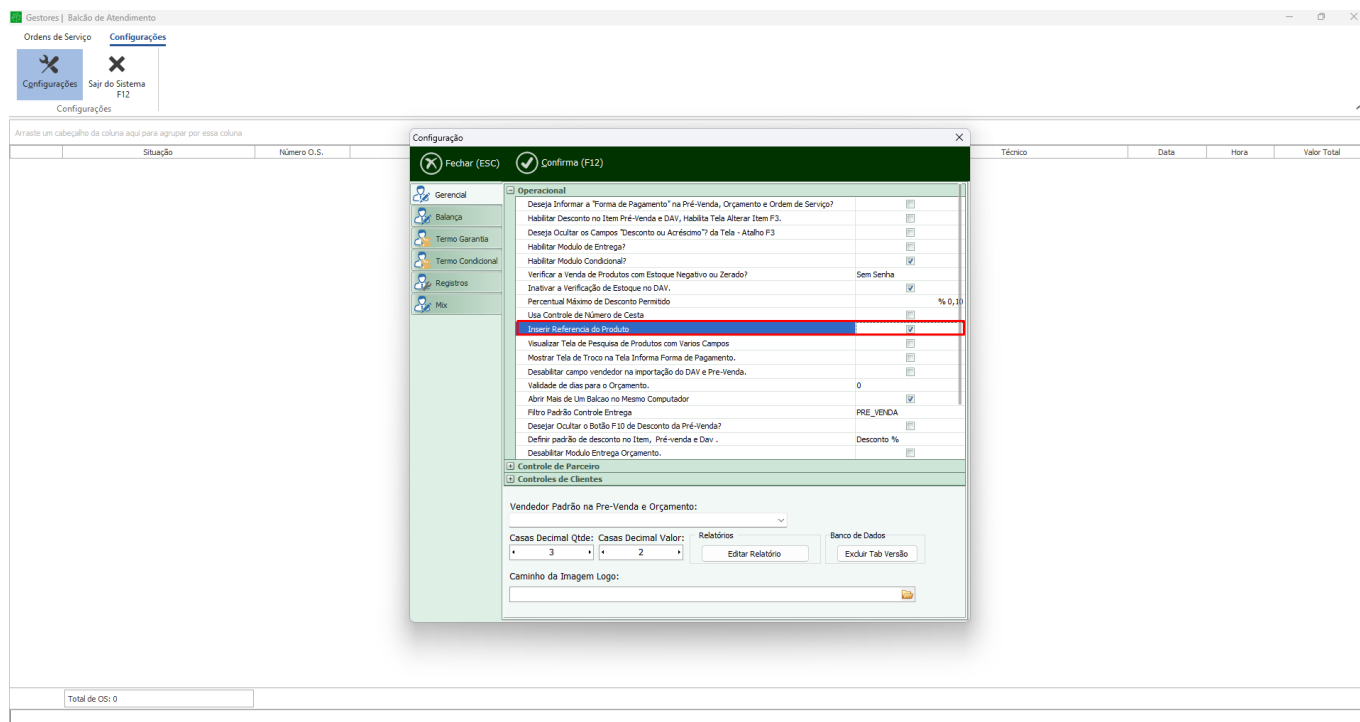 Gestores | Balcão de Atendimento
Ordens de Serviço Configurações
Configurações Sair do Sistema F12
Configurações
Arraste um cabeçalho da coluna aqui para agrupar por essa coluna
Situação Número O.S. Técnico Data Hora Valor Total
Configuração
Fechar (ESC) Confirma (F12)
Gerencial
Balança
Termo Garantia
Termo Condicional
Registros
Mix
Operacional
Deseja Informar a "Forma de Pagamento" na Pré-Venda, Orçamento e Ordem de Serviço?
Habilitar Desconto no Item Pré-Venda e DAV, Habilita Tela Alterar Item F3.
Deseja Ocultar os Campos "Desconto ou Acréscimo"? da Tela - Atalho F3
Habilitar Modulo de Entrega?
Habilitar Modulo Condicional?
Verificar a Venda de Produtos com Estoque Negativo ou Zerado? Sem Senha
Inativar a Verificação de Estoque no DAV.
Percentual Máximo de Desconto Permitido % 0,10
Usa Controle de Número de Cesta
Inserir Referencia do Produto
Visualizar Tela de Pesquisa de Produtos com Varios Campos
Mostrar Tela de Troco na Tela Informa Forma de Pagamento.
Desabilitar campo vendedor na importação do DAV e Pre-Venda.
Validade de dias para o Orçamento. 0
Abrir Mais de Um Balcao no Mesmo Computador
Filtro Padrão Controle Entrega PRE_VENDA
Desejar Ocultar o Botão F10 de Desconto da Pré-Venda?
Definir padrão de desconto no Item, Pré-venda e Dav . Desconto %
Desabilitar Modulo Entrega Orçamento.
Controle de Parceiro
Controles de Clientes
Vendedor Padrão na Pre-Venda e Orçamento:
Casas Decimal Qtde: Casas Decimal Valor: Relatórios Banco de Dados
3 2 Editar Relatório Excluir Tab Versão
Caminho da Imagem Logo:
Total de OS: 0